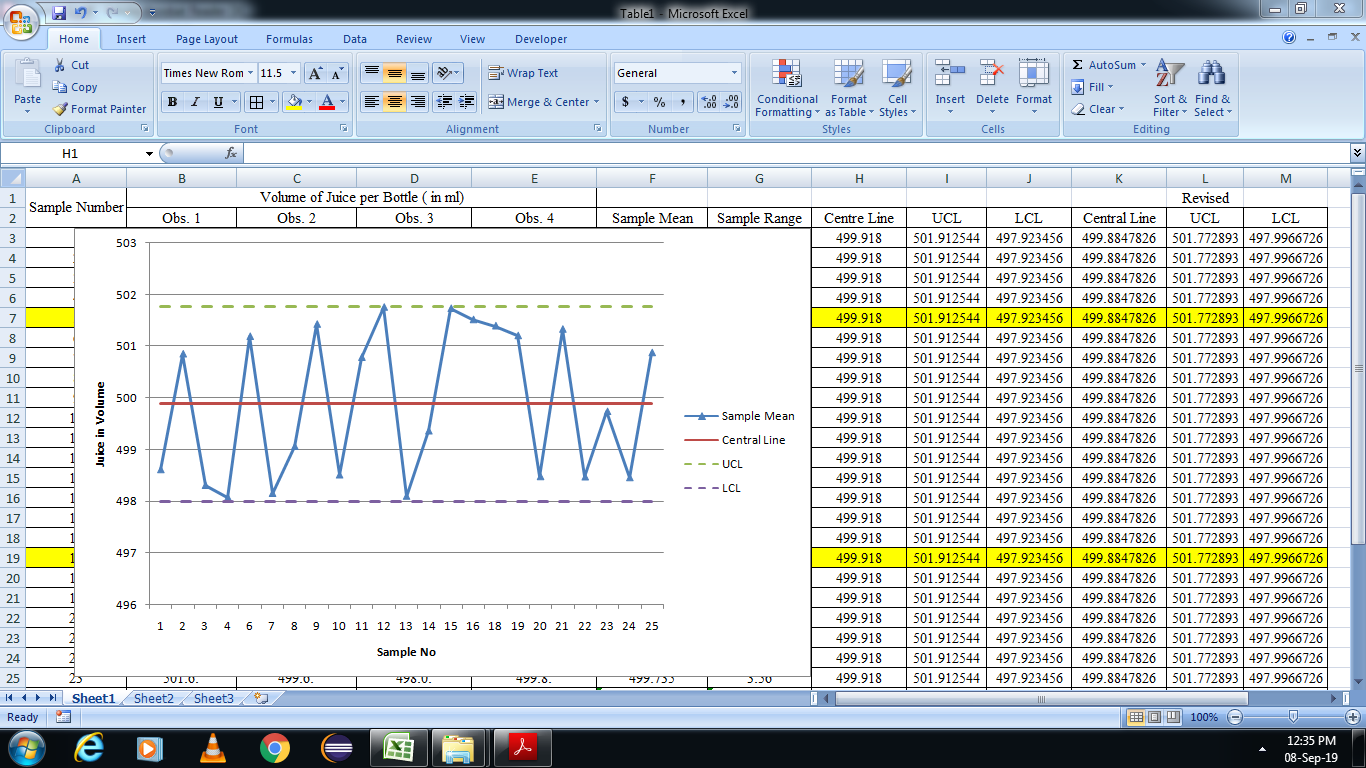 Table1 - Microsoft Excel
Home Insert Page Layout Formulas Data Review View Developer
Paste Cut Copy Format Painter
Clipboard
Times New Rom 11.5
B I U
Font
Wrap Text
Merge & Center
Alignment
General
$ % ,
Number
Conditional Formatting Format as Table Cell Styles
Styles
Insert Delete Format
Cells
Σ AutoSum Fill Clear Sort & Filter Find & Select
Editing
H1 fx
A B C D E F G H I J K L M
1 Sample Number Volume of Juice per Bottle ( in ml) Revised
2 Obs. 1 Obs. 2 Obs. 3 Obs. 4 Sample Mean Sample Range Centre Line UCL LCL Central Line UCL LCL
3 499.918 501.912544 497.923456 499.8847826 501.772893 497.9966726
4 499.918 501.912544 497.923456 499.8847826 501.772893 497.9966726
5 499.918 501.912544 497.923456 499.8847826 501.772893 497.9966726
6 499.918 501.912544 497.923456 499.8847826 501.772893 497.9966726
7 499.918 501.912544 497.923456 499.8847826 501.772893 497.9966726
8 499.918 501.912544 497.923456 499.8847826 501.772893 497.9966726
9 499.918 501.912544 497.923456 499.8847826 501.772893 497.9966726
10 499.918 501.912544 497.923456 499.8847826 501.772893 497.9966726
11 499.918 501.912544 497.923456 499.8847826 501.772893 497.9966726
12 499.918 501.912544 497.923456 499.8847826 501.772893 497.9966726
13 499.918 501.912544 497.923456 499.8847826 501.772893 497.9966726
14 499.918 501.912544 497.923456 499.8847826 501.772893 497.9966726
15 499.918 501.912544 497.923456 499.8847826 501.772893 497.9966726
16 499.918 501.912544 497.923456 499.8847826 501.772893 497.9966726
17 499.918 501.912544 497.923456 499.8847826 501.772893 497.9966726
18 499.918 501.912544 497.923456 499.8847826 501.772893 497.9966726
19 499.918 501.912544 497.923456 499.8847826 501.772893 497.9966726
20 499.918 501.912544 497.923456 499.8847826 501.772893 497.9966726
21 499.918 501.912544 497.923456 499.8847826 501.772893 497.9966726
22 499.918 501.912544 497.923456 499.8847826 501.772893 497.9966726
23 499.918 501.912544 497.923456 499.8847826 501.772893 497.9966726
24 499.918 501.912544 497.923456 499.8847826 501.772893 497.9966726
25 23 501.6. 499.6. 498.0. 499.8. 499.735 3.56 499.918 501.912544 497.923456 499.8847826 501.772893 497.9966726
503
502
501
500
499
498
497
496
Juice in Volume
1 2 3 4 6 7 8 9 10 11 12 13 14 15 16 18 19 20 21 22 23 24 25
Sample No
Sample Mean
Central Line
UCL
LCL
Sheet1 Sheet2 Sheet3
Ready 100%
12:35 PM
08-Sep-19